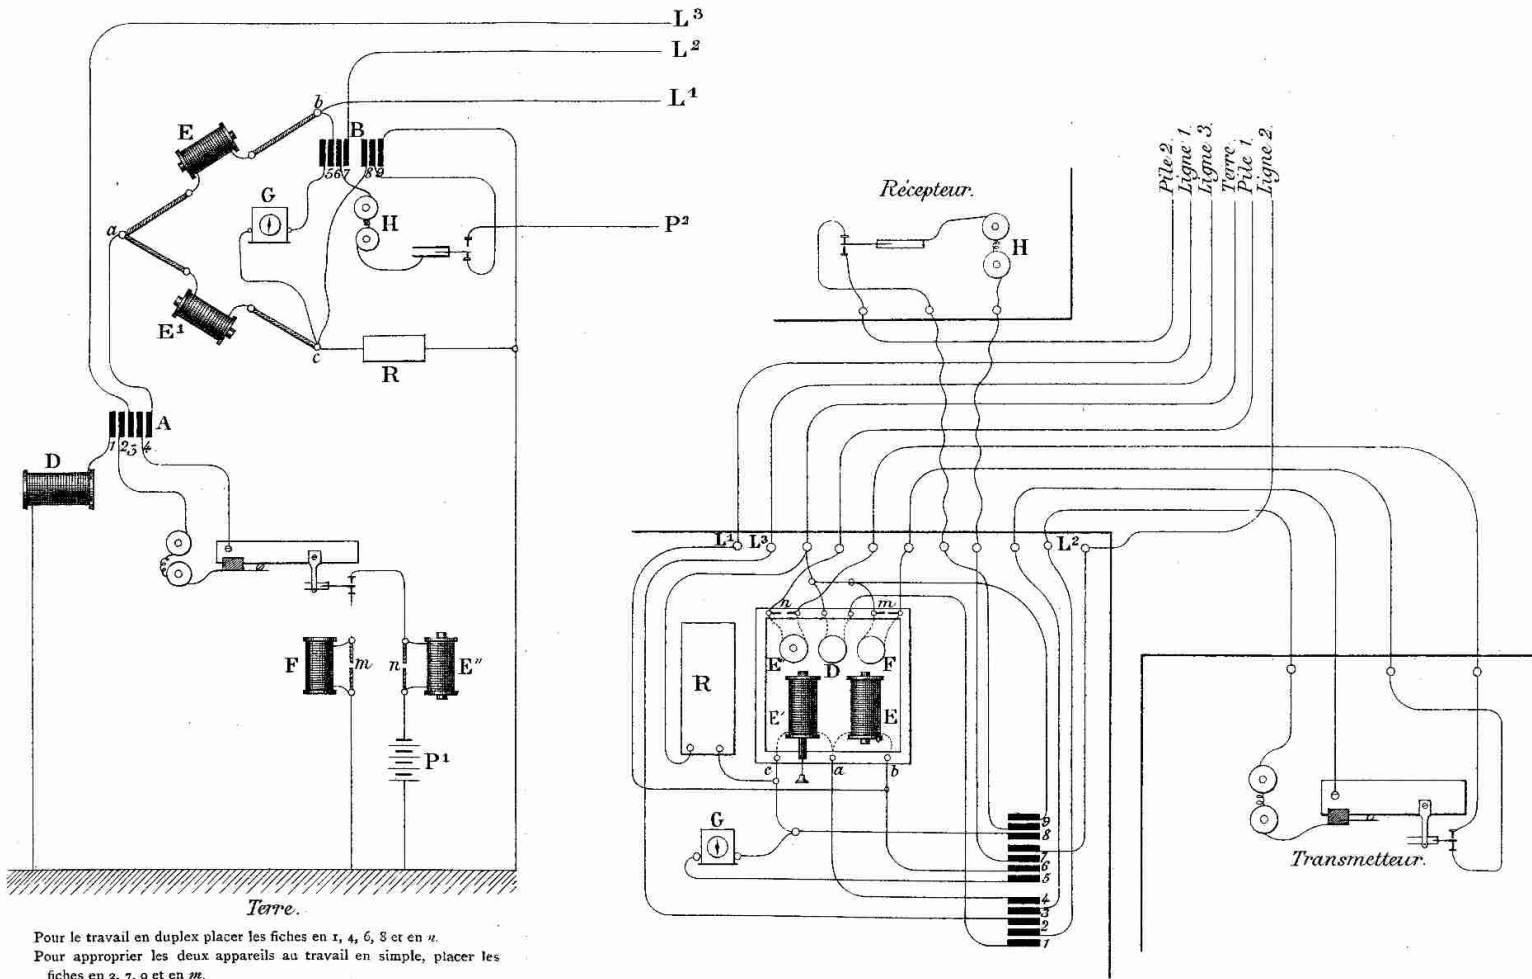 L³
L²
L¹
b
B
E
5 6 7 8 9
G
H
a
P²
E¹
c
R
A
1 2 3 4
D
F
m
n
E″
P¹
Terre.
Pour le travail en duplex placer les fiches en 1, 4, 6, 8 et en n.
Pour approprier les deux appareils au travail en simple, placer les
fiches en 2, 7, 9 et en m.
Récepteur.
H
Pile 2.
Ligne 1.
Ligne 3.
Terre.
Pile 1.
Ligne 2.
L¹
L³
L²
n
m
E
D
F
R
E′
E
c
a
b
G
9
8
7
6
5
4
3
2
1
Transmetteur.